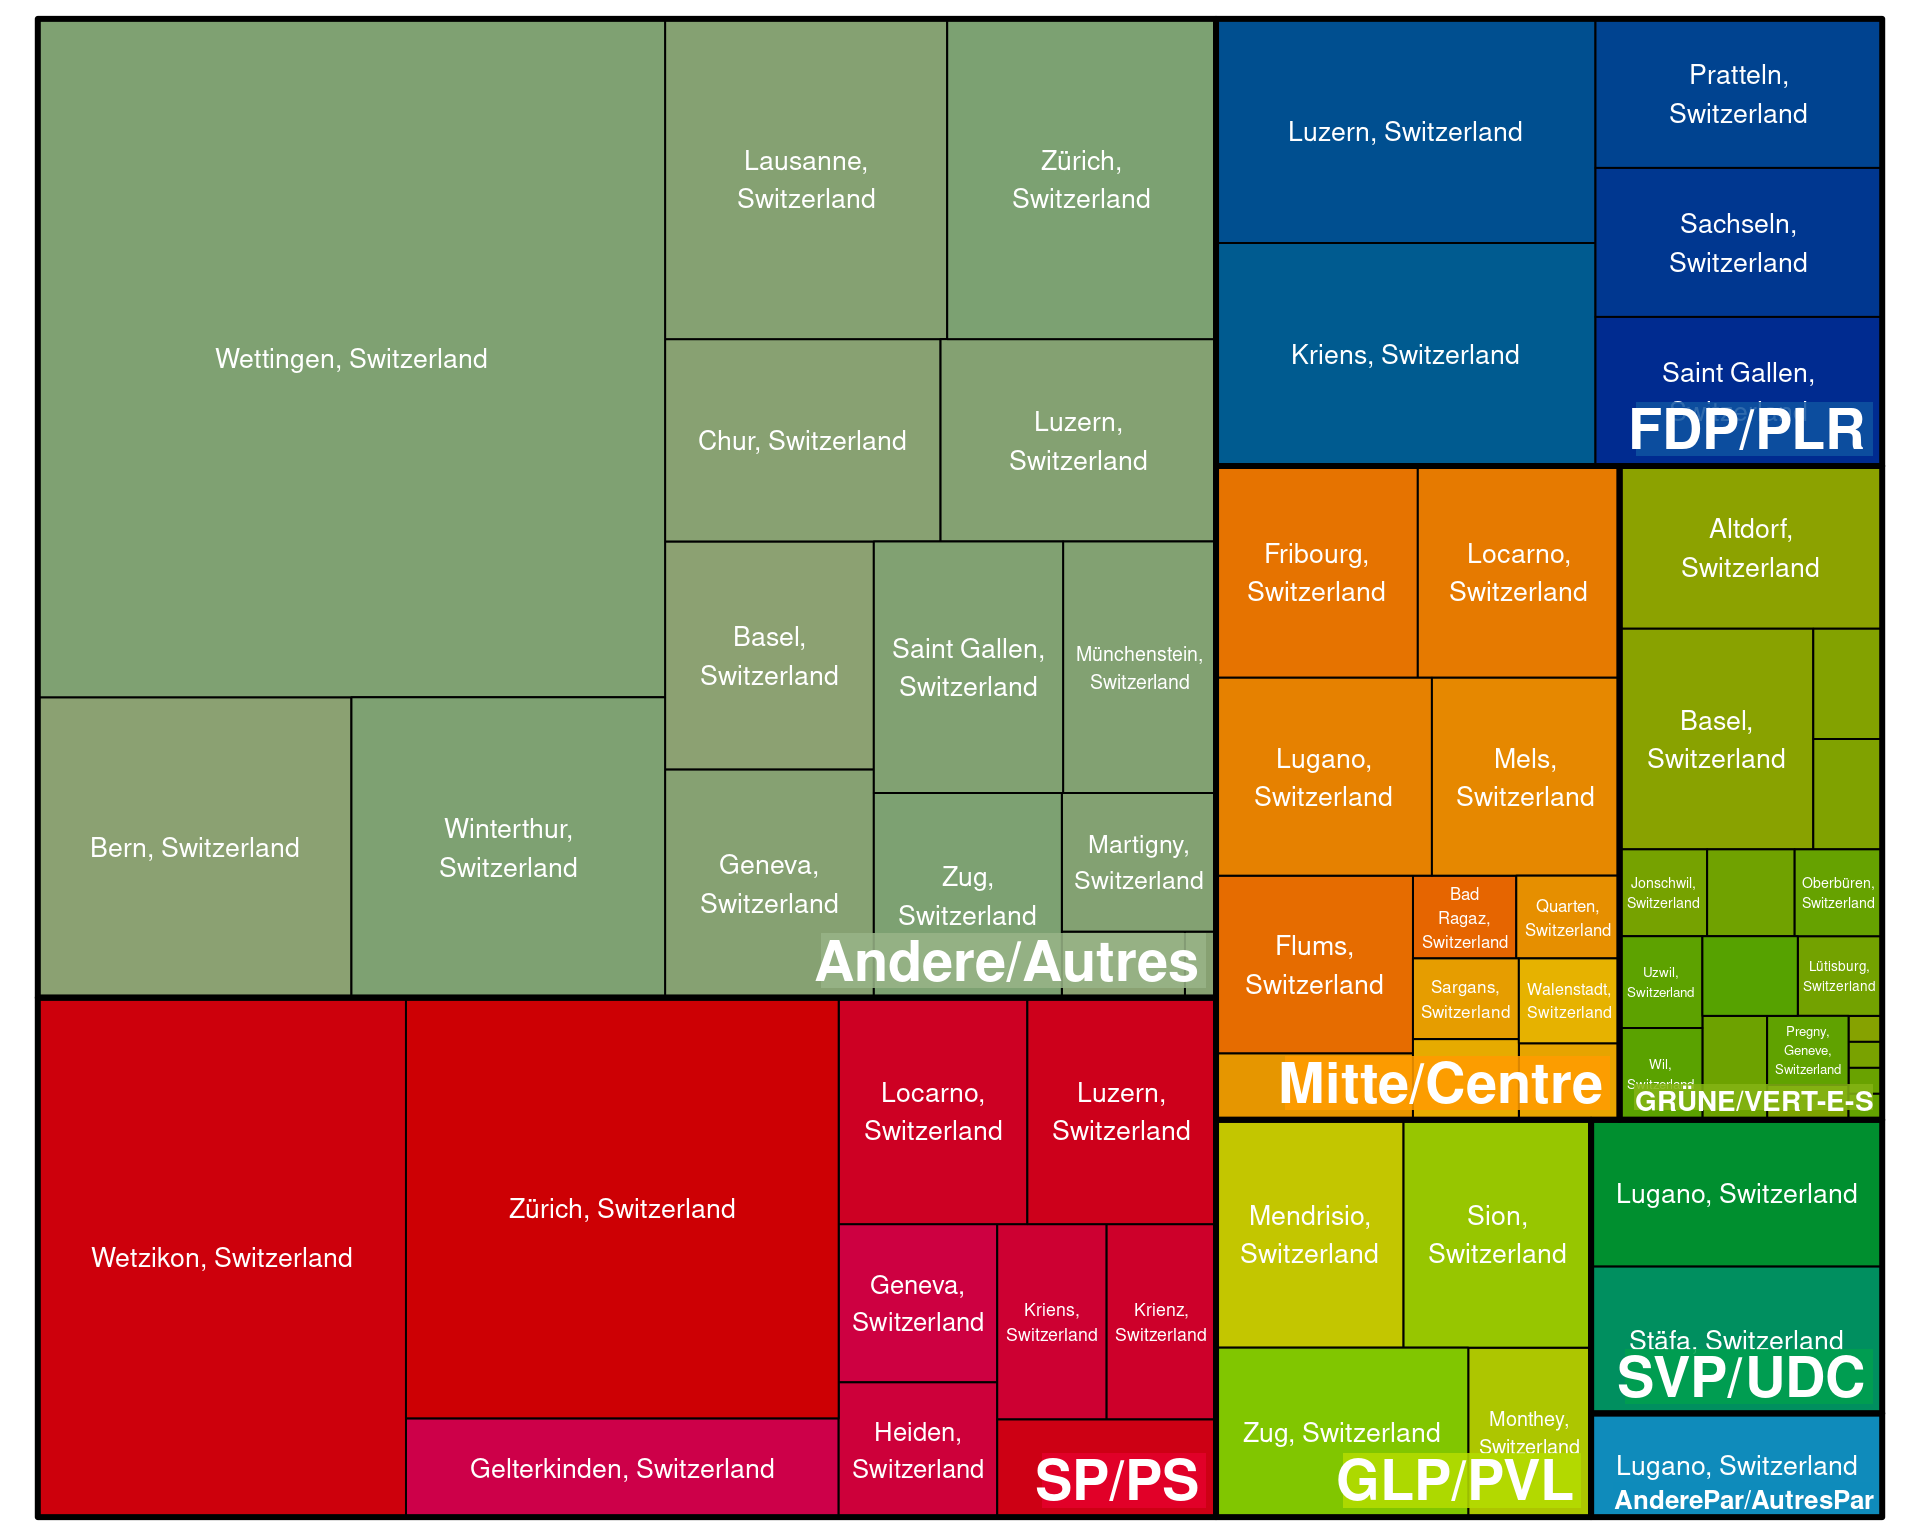 Wettingen, Switzerland
Lausanne,
Switzerland
Zürich,
Switzerland
Chur, Switzerland
Luzern,
Switzerland
Basel,
Switzerland
Saint Gallen,
Switzerland
Münchenstein,
Switzerland
Bern, Switzerland
Winterthur,
Switzerland
Geneva,
Switzerland
Zug,
Switzerland
Martigny,
Switzerland
Andere/Autres
Luzern, Switzerland
Kriens, Switzerland
Pratteln,
Switzerland
Sachseln,
Switzerland
Saint Gallen,
Switzerland
FDP/PLR
Fribourg,
Switzerland
Locarno,
Switzerland
Lugano,
Switzerland
Mels,
Switzerland
Flums,
Switzerland
Bad
Ragaz,
Switzerland
Quarten,
Switzerland
Sargans,
Switzerland
Walenstadt,
Switzerland
Mitte/Centre
Altdorf,
Switzerland
Basel,
Switzerland
Jonschwil,
Switzerland
Oberbüren,
Switzerland
Uzwil,
Switzerland
Lütisburg,
Switzerland
Wil,
Switzerland
Pregny,
Geneve,
Switzerland
GRÜNE/VERT-E-S
Wetzikon, Switzerland
Zürich, Switzerland
Gelterkinden, Switzerland
Locarno,
Switzerland
Luzern,
Switzerland
Geneva,
Switzerland
Kriens,
Switzerland
Krienz,
Switzerland
Heiden,
Switzerland
SP/PS
Mendrisio,
Switzerland
Sion,
Switzerland
Zug, Switzerland
Monthey,
Switzerland
GLP/PVL
Lugano, Switzerland
Stäfa, Switzerland
SVP/UDC
Lugano, Switzerland
AnderePar/AutresPar